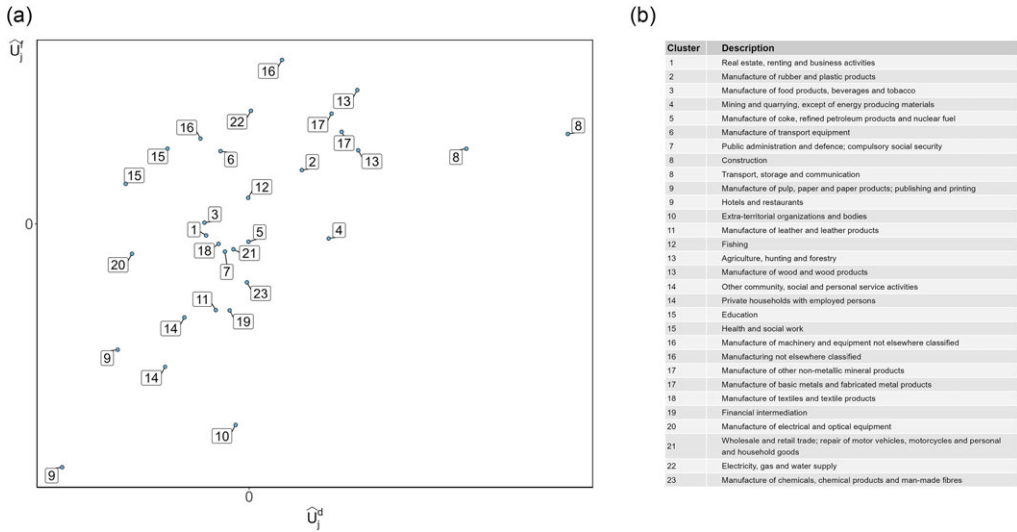 (a)
Û_j^f
16
13
17
22
8
16
17
15
6
13
8
2
15
12
3
1
5
4
18
21
20
7
23
11
14
19
9
14
10
9
0
0
Û_j^d
(b)
Cluster Description
1 Real estate, renting and business activities
2 Manufacture of rubber and plastic products
3 Manufacture of food products, beverages and tobacco
4 Mining and quarrying, except of energy producing materials
5 Manufacture of coke, refined petroleum products and nuclear fuel
6 Manufacture of transport equipment
7 Public administration and defence; compulsory social security
8 Construction
8 Transport, storage and communication
9 Manufacture of pulp, paper and paper products; publishing and printing
9 Hotels and restaurants
10 Extra-territorial organizations and bodies
11 Manufacture of leather and leather products
12 Fishing
13 Agriculture, hunting and forestry
13 Manufacture of wood and wood products
14 Other community, social and personal service activities
14 Private households with employed persons
15 Education
15 Health and social work
16 Manufacture of machinery and equipment not elsewhere classified
16 Manufacturing not elsewhere classified
17 Manufacture of other non-metallic mineral products
17 Manufacture of basic metals and fabricated metal products
18 Manufacture of textiles and textile products
19 Financial intermediation
20 Manufacture of electrical and optical equipment
21 Wholesale and retail trade; repair of motor vehicles, motorcycles and personal
and household goods
22 Electricity, gas and water supply
23 Manufacture of chemicals, chemical products and man-made fibres